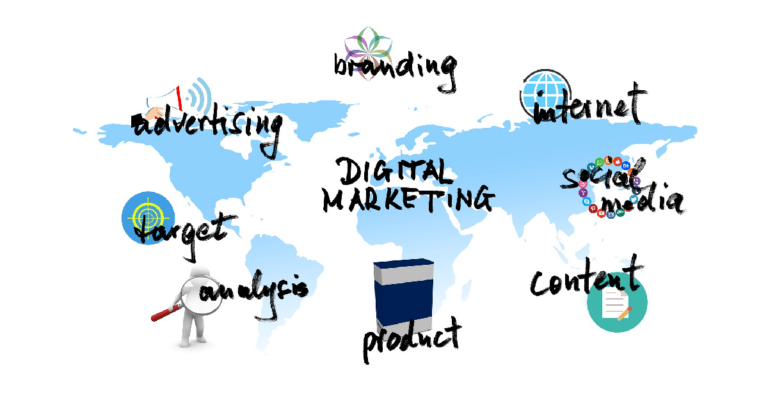 branding
advertising
internet
DIGITAL
MARKETING
social
media
target
analysis
content
product